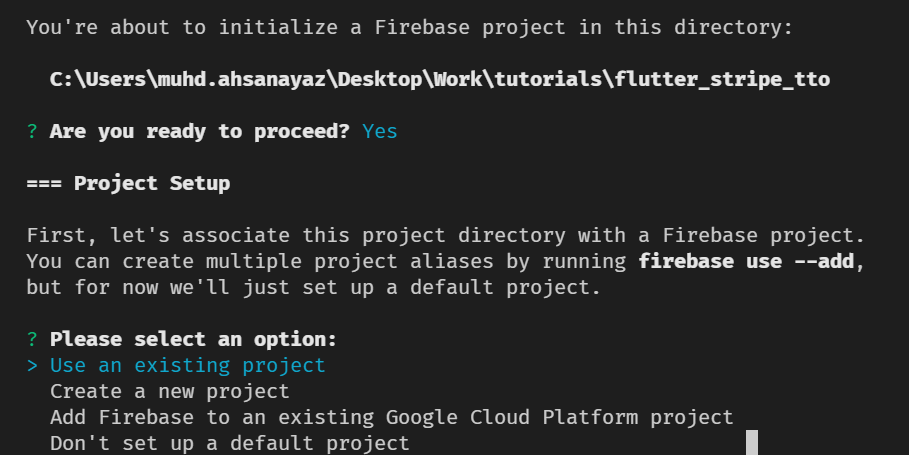 You're about to initialize a Firebase project in this directory:
C:\Users\muhd.ahsanayaz\Desktop\Work\tutorials\flutter_stripe_tto
? Are you ready to proceed? Yes
=== Project Setup
First, let's associate this project directory with a Firebase project.
You can create multiple project aliases by running firebase use --add,
but for now we'll just set up a default project.
? Please select an option:
> Use an existing project
Create a new project
Add Firebase to an existing Google Cloud Platform project
Don't set up a default project